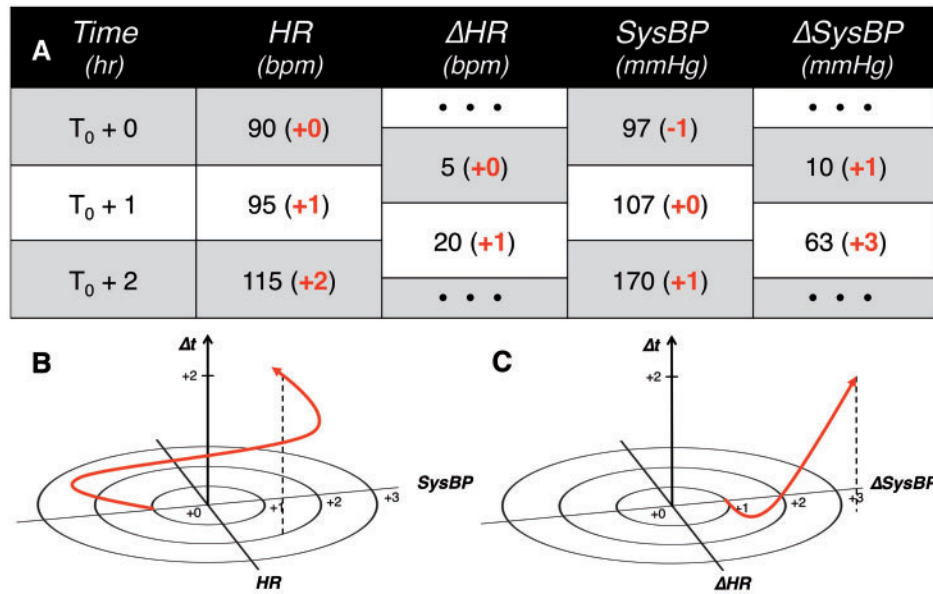 A
Time HR ΔHR SysBP ΔSysBP
(hr) (bpm) (bpm) (mmHg) (mmHg)
• • • • • •
T0 + 0 90 (+0) 97 (-1)
5 (+0) 10 (+1)
T0 + 1 95 (+1) 107 (+0)
20 (+1) 63 (+3)
T0 + 2 115 (+2) 170 (+1)
• • • • • •
B
Δt
+2
SysBP
+0 +1 +2 +3
HR
C
Δt
+2
ΔSysBP
+0 +1 +2 +3
ΔHR